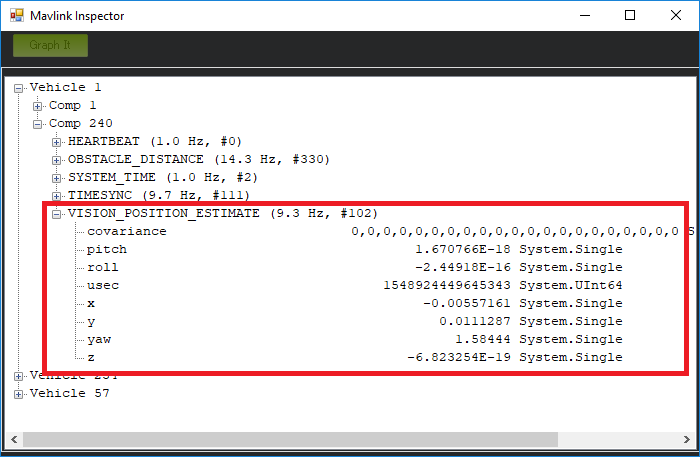 Mavlink Inspector
Graph It
Vehicle 1
Comp 1
Comp 240
HEARTBEAT (1.0 Hz, #0)
OBSTACLE_DISTANCE (14.3 Hz, #330)
SYSTEM_TIME (1.0 Hz, #2)
TIMESYNC (9.7 Hz, #111)
VISION_POSITION_ESTIMATE (9.3 Hz, #102)
covariance 0,0,0,0,0,0,0,0,0,0,0,0,0,0,0,0,0,0,0,0,0 S
pitch 1.670766E-18 System.Single
roll -2.44918E-16 System.Single
usec 1548924449645343 System.UInt64
x -0.00557161 System.Single
y 0.0111287 System.Single
yaw 1.58444 System.Single
z -6.823254E-19 System.Single
Vehicle
Vehicle 57